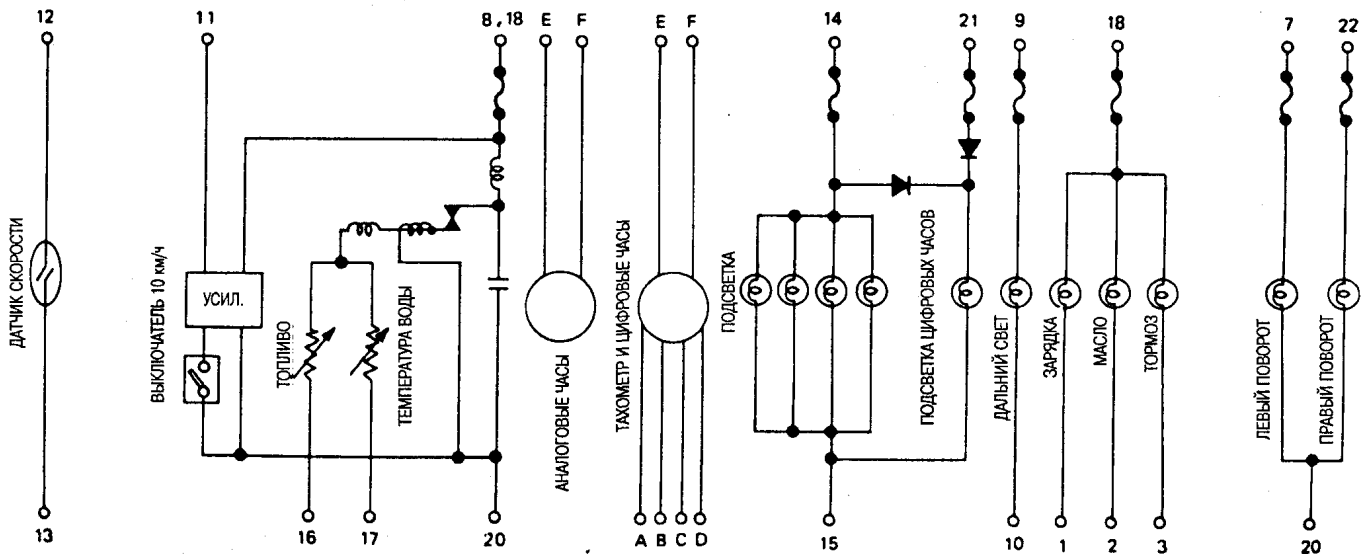 12
11
8,18
E
F
E
F
14
21
9
18
7
22
ДАТЧИК СКОРОСТИ
ВЫКЛЮЧАТЕЛЬ 10 км/ч
УСИЛ.
ТОПЛИВО
ТЕМПЕРАТУРА ВОДЫ
АНАЛОГОВЫЕ ЧАСЫ
ТАХОМЕТР И ЦИФРОВЫЕ ЧАСЫ
ПОДСВЕТКА
ПОДСВЕТКА ЦИФРОВЫХ ЧАСОВ
ДАЛЬНИЙ СВЕТ
ЗАРЯДКА
МАСЛО
ТОРМОЗ
ЛЕВЫЙ ПОВОРОТ
ПРАВЫЙ ПОВОРОТ
13
16
17
20
A
B
C
D
15
10
1
2
3
20